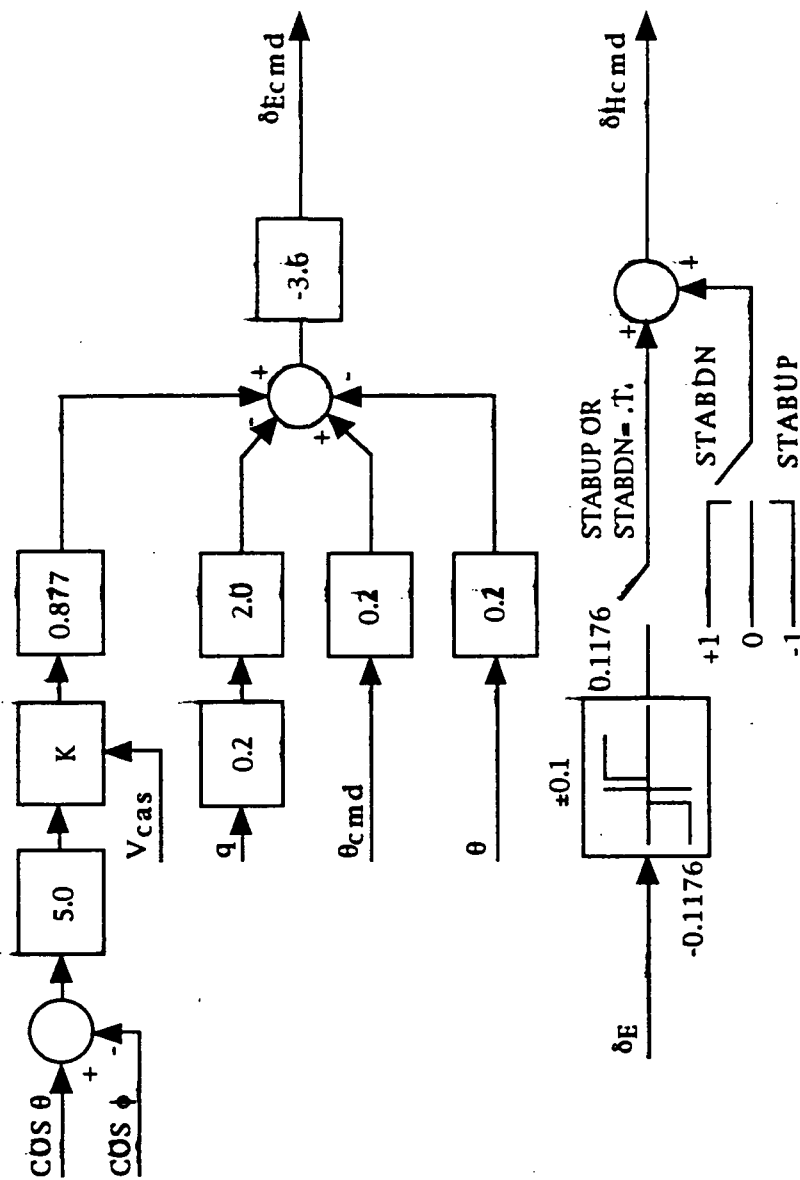 COS θ
COS ϕ
+
-
5.0
K
Vcas
0.877
q
0.2
2.0
θcmd
0.2
θ
0.2
+
-
+
-
-3.6
δEcmd
δE
-0.1176
±0.1
0.1176
STABUP OR
STABDN= .T.
+1
0
-1
STABDN
STABUP
+
+
δHcmd